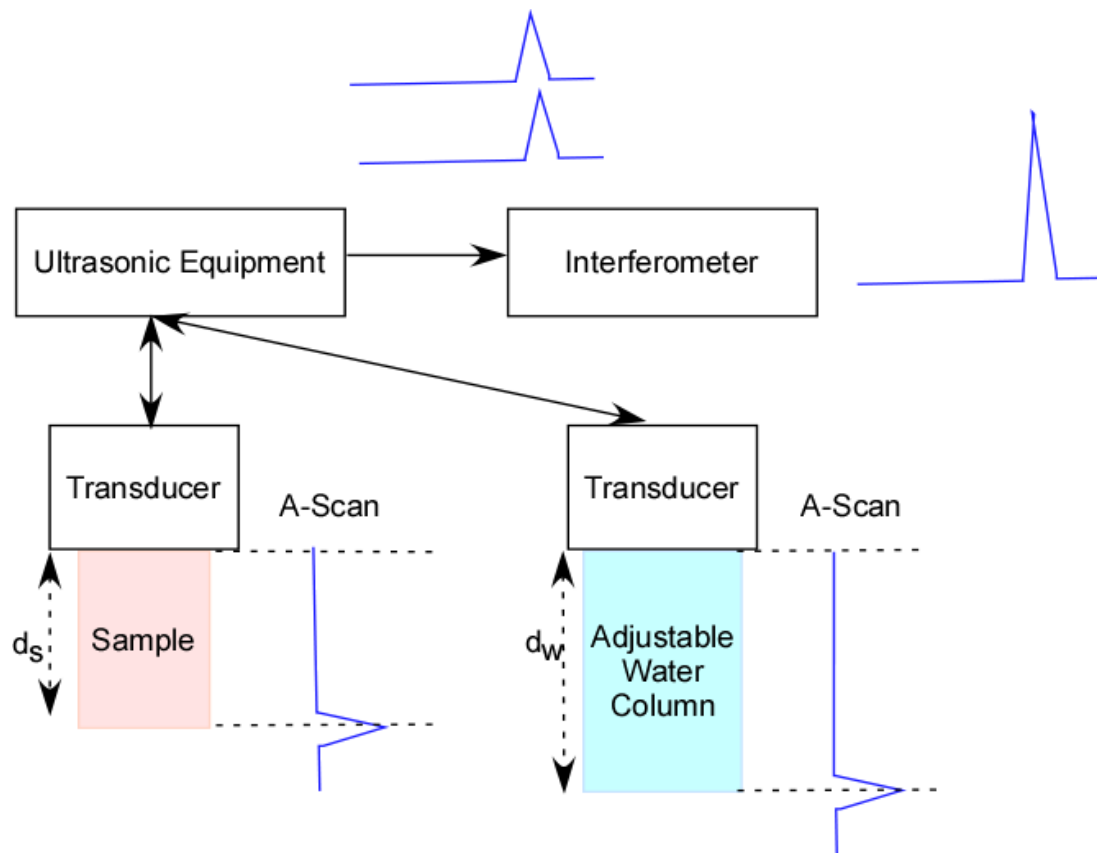 Ultrasonic Equipment
Interferometer
Transducer
A-Scan
Transducer
A-Scan
ds
Sample
dw
Adjustable
Water
Column